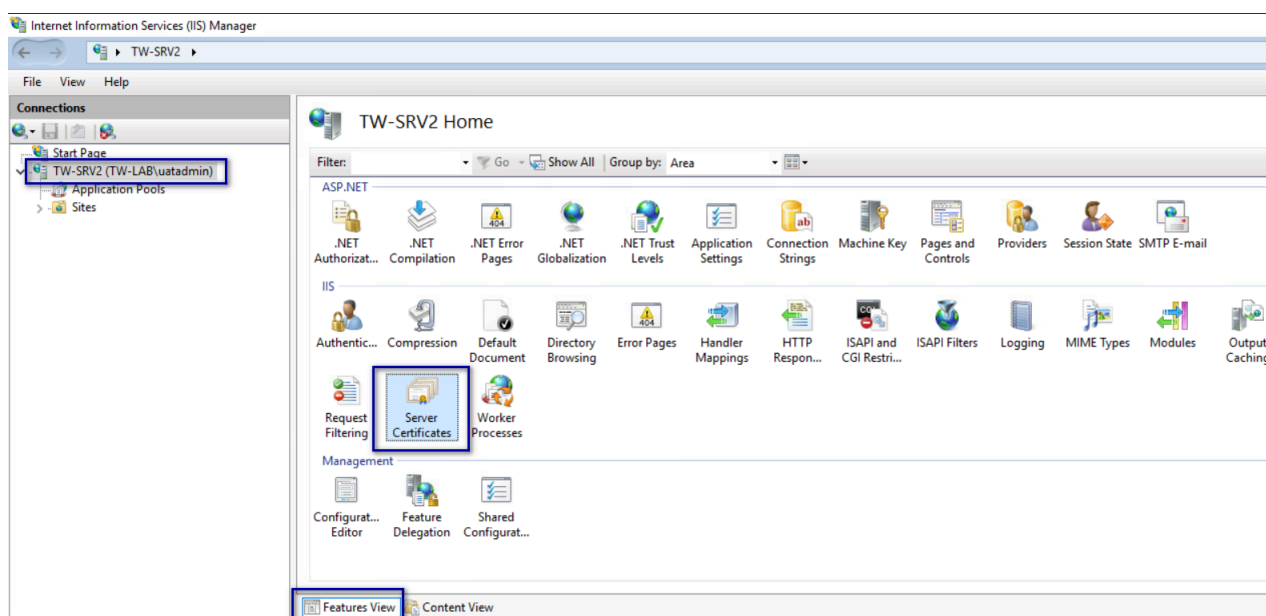 Internet Information Services (IIS) Manager
TW-SRV2
File View Help
Connections
Start Page
TW-SRV2 (TW-LAB\uatadmin)
Application Pools
Sites
TW-SRV2 Home
Filter: Go Show All Group by: Area
ASP.NET
.NET Authorizat...
.NET Compilation
.NET Error Pages
.NET Globalization
.NET Trust Levels
Application Settings
Connection Strings
Machine Key
Pages and Controls
Providers
Session State
SMTP E-mail
IIS
Authentic...
Compression
Default Document
Directory Browsing
Error Pages
Handler Mappings
HTTP Respon...
ISAPI and CGI Restri...
ISAPI Filters
Logging
MIME Types
Modules
Output Caching
Request Filtering
Server Certificates
Worker Processes
Management
Configurat... Editor
Feature Delegation
Shared Configurat...
Features View Content View